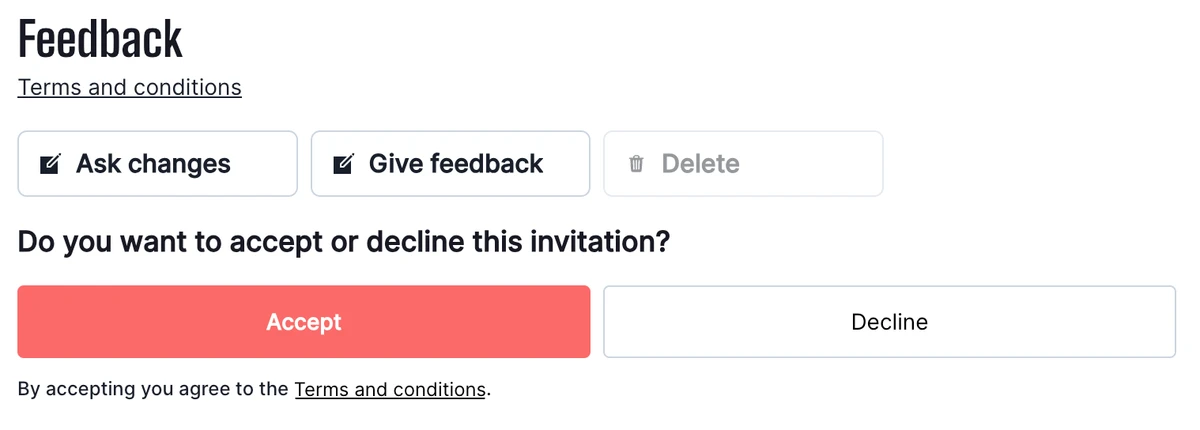 Feedback
Terms and conditions
Ask changes Give feedback Delete
Do you want to accept or decline this invitation?
Accept Decline
By accepting you agree to the Terms and conditions.